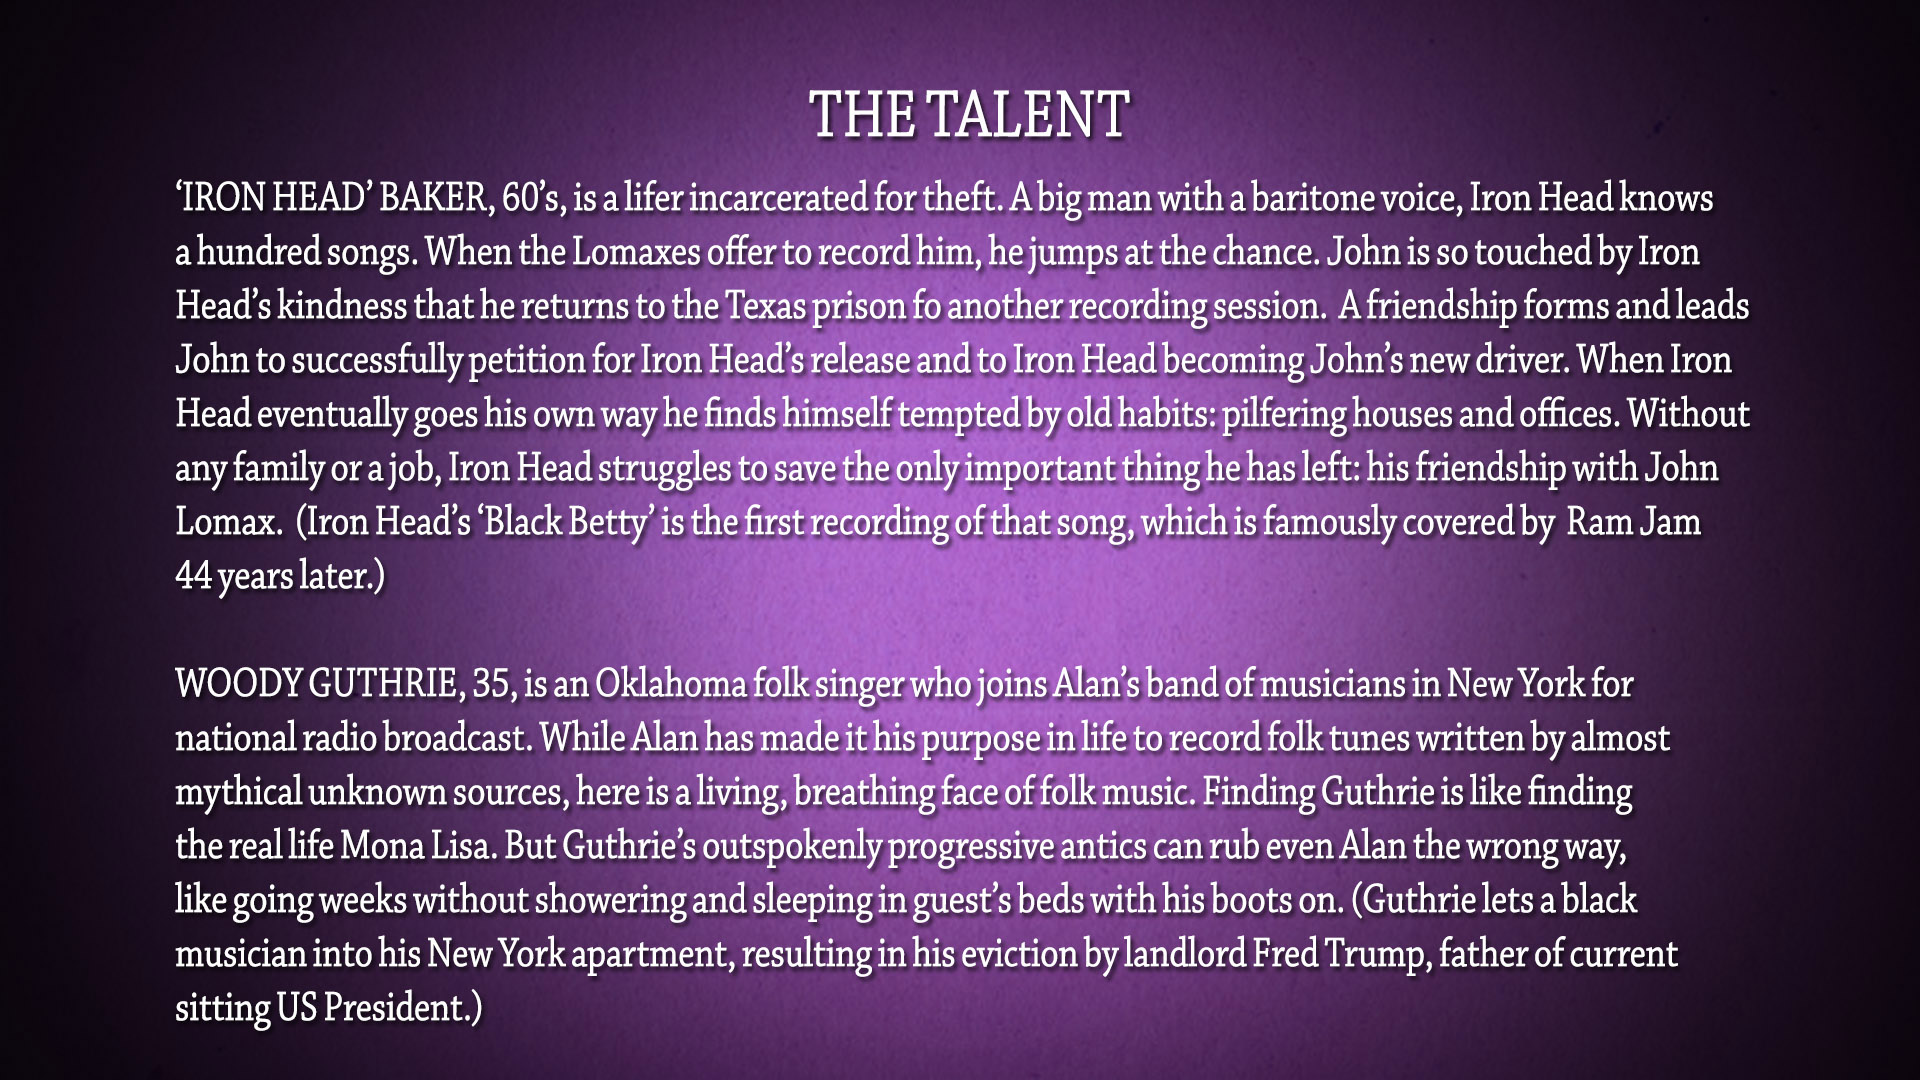 THE TALENT
‘IRON HEAD’ BAKER, 60’s, is a lifer incarcerated for theft. A big man with a baritone voice, Iron Head knows
a hundred songs. When the Lomaxes offer to record him, he jumps at the chance. John is so touched by Iron
Head’s kindness that he returns to the Texas prison fo another recording session.  A friendship forms and leads
John to successfully petition for Iron Head’s release and to Iron Head becoming John’s new driver. When Iron
Head eventually goes his own way he finds himself tempted by old habits: pilfering houses and offices. Without
any family or a job, Iron Head struggles to save the only important thing he has left: his friendship with John
Lomax.  (Iron Head’s ‘Black Betty’ is the first recording of that song, which is famously covered by  Ram Jam
44 years later.)
WOODY GUTHRIE, 35, is an Oklahoma folk singer who joins Alan’s band of musicians in New York for
national radio broadcast. While Alan has made it his purpose in life to record folk tunes written by almost
mythical unknown sources, here is a living, breathing face of folk music. Finding Guthrie is like finding
the real life Mona Lisa. But Guthrie’s outspokenly progressive antics can rub even Alan the wrong way,
like going weeks without showering and sleeping in guest’s beds with his boots on. (Guthrie lets a black
musician into his New York apartment, resulting in his eviction by landlord Fred Trump, father of current
sitting US President.)